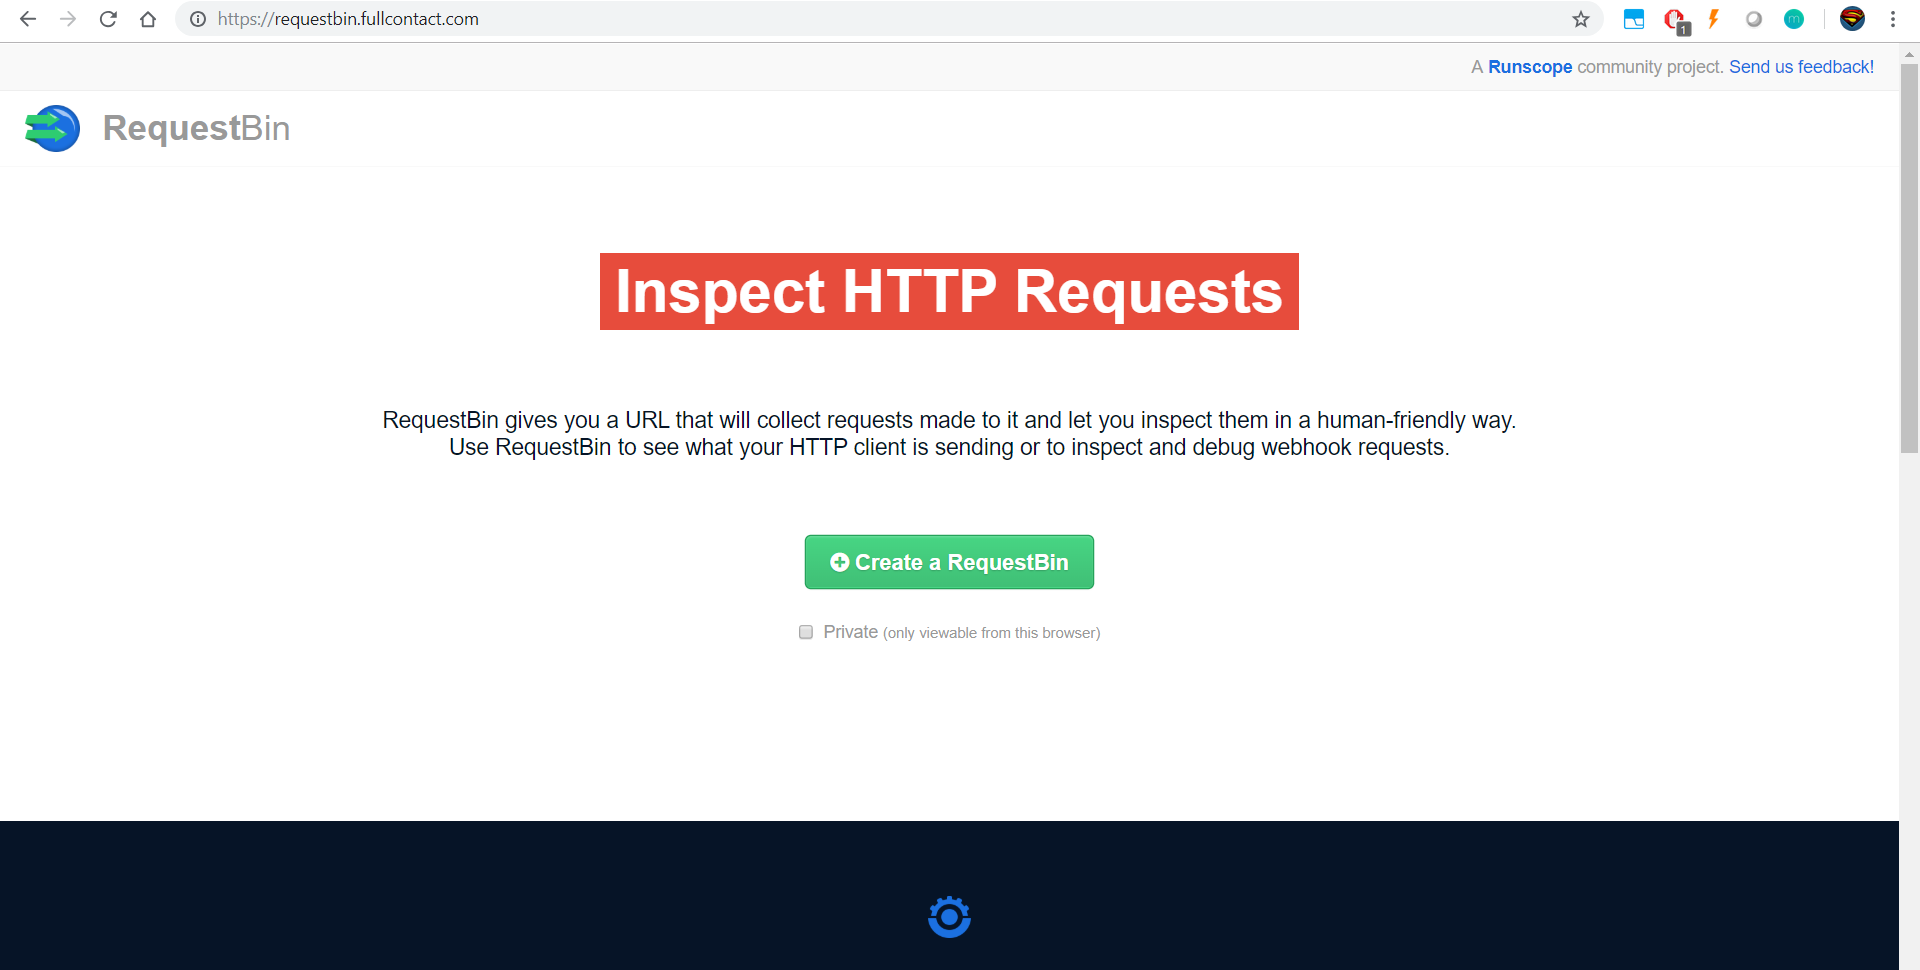 https://requestbin.fullcontact.com
1
m
A Runscope community project. Send us feedback!
RequestBin
Inspect HTTP Requests
RequestBin gives you a URL that will collect requests made to it and let you inspect them in a human-friendly way.
Use RequestBin to see what your HTTP client is sending or to inspect and debug webhook requests.
Create a RequestBin
Private (only viewable from this browser)